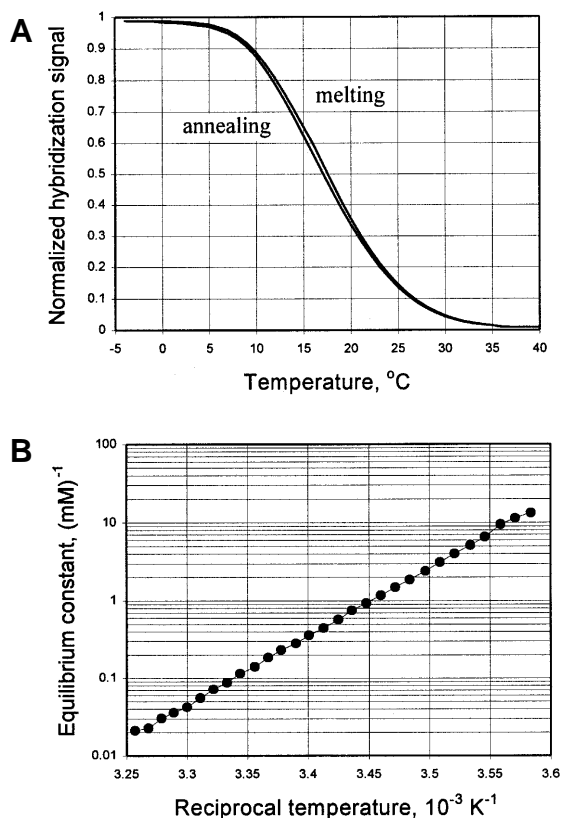 A
Normalized hybridization signal
1
0.9
0.8
0.7
0.6
0.5
0.4
0.3
0.2
0.1
0
melting
annealing
-5 0 5 10 15 20 25 30 35 40
Temperature, °C
B
Equilibrium constant, (mM)⁻¹
100
10
1
0.1
0.01
3.25 3.3 3.35 3.4 3.45 3.5 3.55 3.6
Reciprocal temperature, 10⁻³ K⁻¹